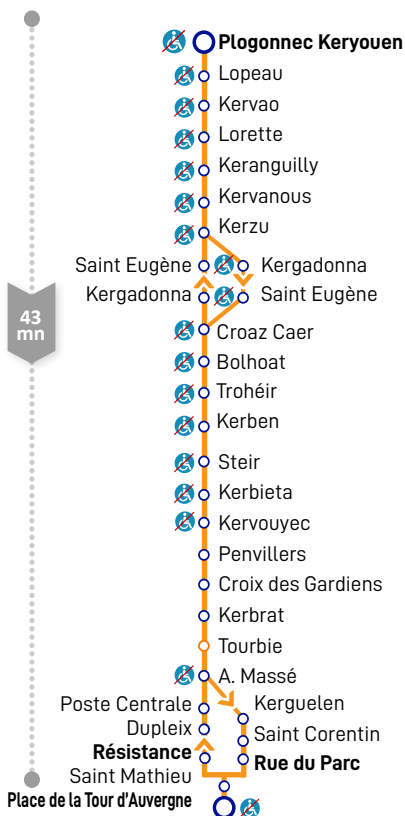 Plogonnec Keryouen
Lopeau
Kervao
Lorette
Keranguilly
Kervanous
Kerzu
Saint Eugène
Kergadonna
Kergadonna
Saint Eugène
43
mn
Croaz Caer
Bolhoat
Trohéir
Kerben
Steir
Kerbieta
Kervouyec
Penvillers
Croix des Gardiens
Kerbrat
Tourbie
A. Massé
Poste Centrale
Kerguelen
Dupleix
Saint Corentin
Résistance
Rue du Parc
Saint Mathieu
Place de la Tour d'Auvergne